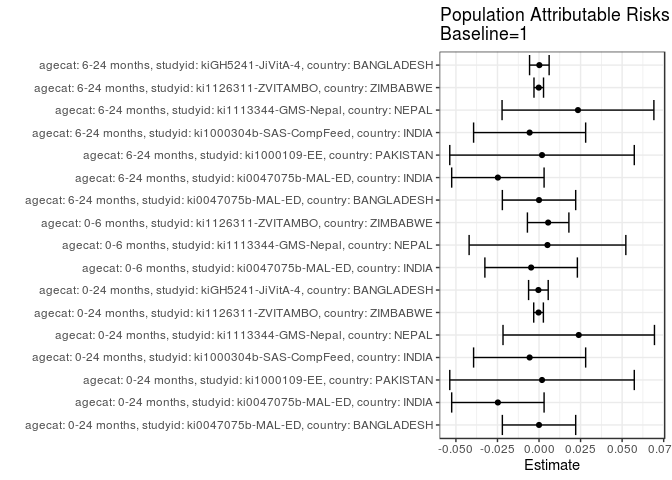 Population Attributable Risks
Baseline=1
agecat: 6-24 months, studyid: kiGH5241-JiVitA-4, country: BANGLADESH
agecat: 6-24 months, studyid: ki1126311-ZVITAMBO, country: ZIMBABWE
agecat: 6-24 months, studyid: ki1113344-GMS-Nepal, country: NEPAL
agecat: 6-24 months, studyid: ki1000304b-SAS-CompFeed, country: INDIA
agecat: 6-24 months, studyid: ki1000109-EE, country: PAKISTAN
agecat: 6-24 months, studyid: ki0047075b-MAL-ED, country: INDIA
agecat: 6-24 months, studyid: ki0047075b-MAL-ED, country: BANGLADESH
agecat: 0-6 months, studyid: ki1126311-ZVITAMBO, country: ZIMBABWE
agecat: 0-6 months, studyid: ki1113344-GMS-Nepal, country: NEPAL
agecat: 0-6 months, studyid: ki0047075b-MAL-ED, country: INDIA
agecat: 0-24 months, studyid: kiGH5241-JiVitA-4, country: BANGLADESH
agecat: 0-24 months, studyid: ki1126311-ZVITAMBO, country: ZIMBABWE
agecat: 0-24 months, studyid: ki1113344-GMS-Nepal, country: NEPAL
agecat: 0-24 months, studyid: ki1000304b-SAS-CompFeed, country: INDIA
agecat: 0-24 months, studyid: ki1000109-EE, country: PAKISTAN
agecat: 0-24 months, studyid: ki0047075b-MAL-ED, country: INDIA
agecat: 0-24 months, studyid: ki0047075b-MAL-ED, country: BANGLADESH
-0.050 -0.025 0.000 0.025 0.050 0.07
Estimate